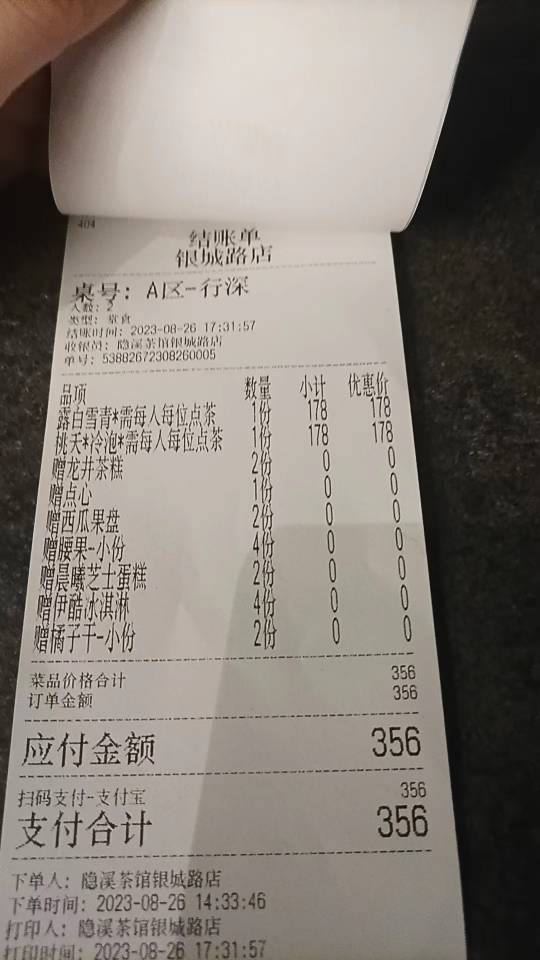 404
结账单
银城路店
桌号: A区-行深
人数: 2
类型: 堂食
结账时间: 2023-08-26 17:31:57
收银员: 隐溪茶馆银城路店
单号: 53882672308260005
品项 数量 小计 优惠价
露白雪青*需每人每位点茶 1份 178 178
桃夭*冷泡*需每人每位点茶 1份 178 178
赠龙井茶糕 2份 0 0
赠点心 1份 0 0
赠西瓜果盘 2份 0 0
赠腰果-小份 4份 0 0
赠晨曦芝士蛋糕 2份 0 0
赠伊酷冰淇淋 4份 0 0
赠橘子干-小份 2份 0 0
菜品价格合计 356
订单金额 356
应付金额 356
扫码支付-支付宝 356
支付合计 356
下单人: 隐溪茶馆银城路店
下单时间: 2023-08-26 14:33:46
打印人: 隐溪茶馆银城路店
打印时间: 2023-08-26 17:31:57